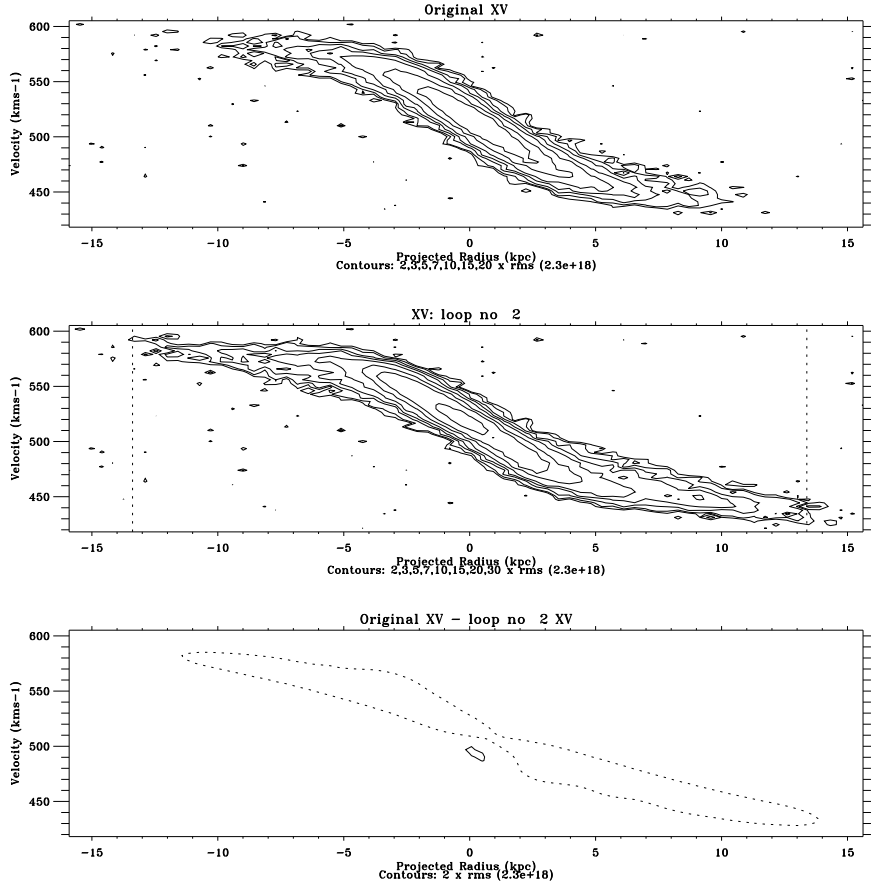 Original XV
600
550
500
450
Velocity (kms-1)
-15 -10 -5 0 5 10 15
Projected Radius (kpc)
Contours: 2,3,5,7,10,15,20 x rms (2.3e+18)
XV: loop no 2
600
550
500
450
Velocity (kms-1)
-15 -10 -5 0 5 10 15
Projected Radius (kpc)
Contours: 2,3,5,7,10,15,20,30 x rms (2.3e+18)
Original XV - loop no 2 XV
600
550
500
450
Velocity (kms-1)
-15 -10 -5 0 5 10 15
Projected Radius (kpc)
Contours: 2 x rms (2.3e+18)